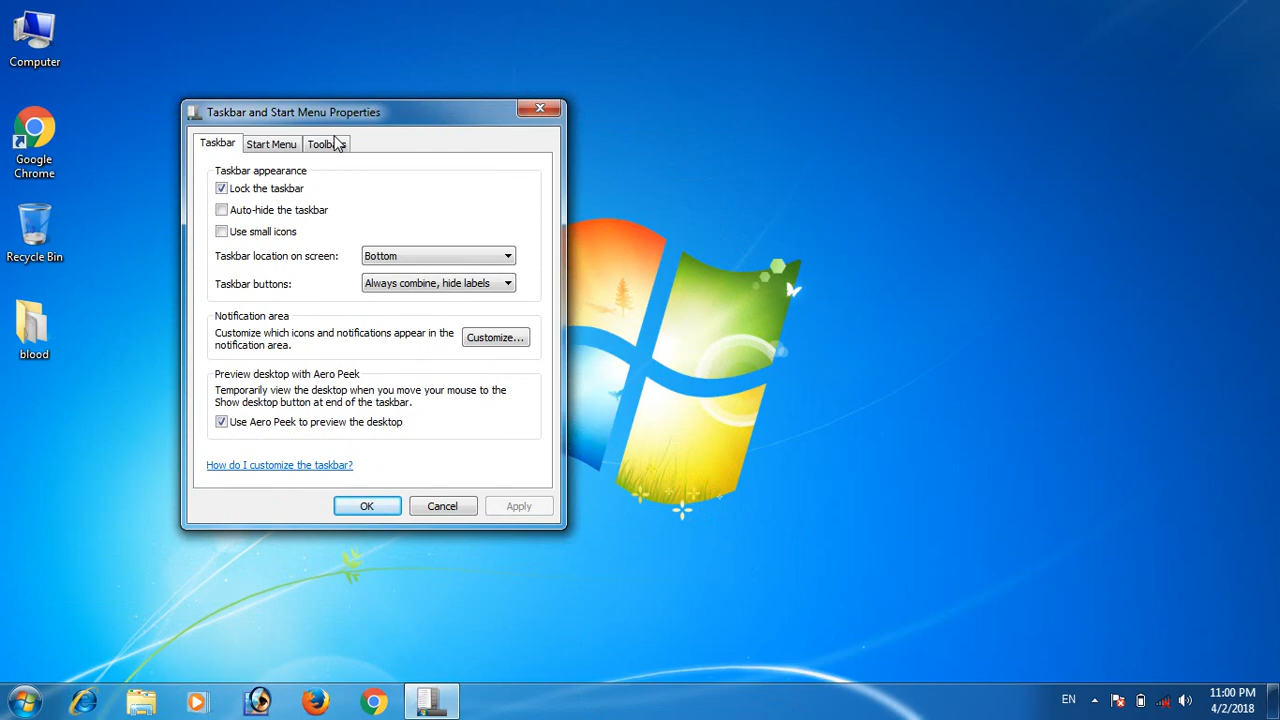 Computer
Google
Chrome
Recycle Bin
blood
Taskbar and Start Menu Properties
Taskbar
Start Menu
Taskbar appearance
Lock the taskbar
Auto-hide the taskbar
Use small icons
Taskbar location on screen:
Bottom
Taskbar buttons:
Always combine, hide labels
Notification area
Customize which icons and notifications appear in the
notification area.
Customize...
Preview desktop with Aero Peek
Temporarily view the desktop when you move your mouse to the
Show desktop button at end of the taskbar.
Use Aero Peek to preview the desktop
How do I customize the taskbar?
OK
Cancel
Apply
EN
11:00 PM
4/2/2018